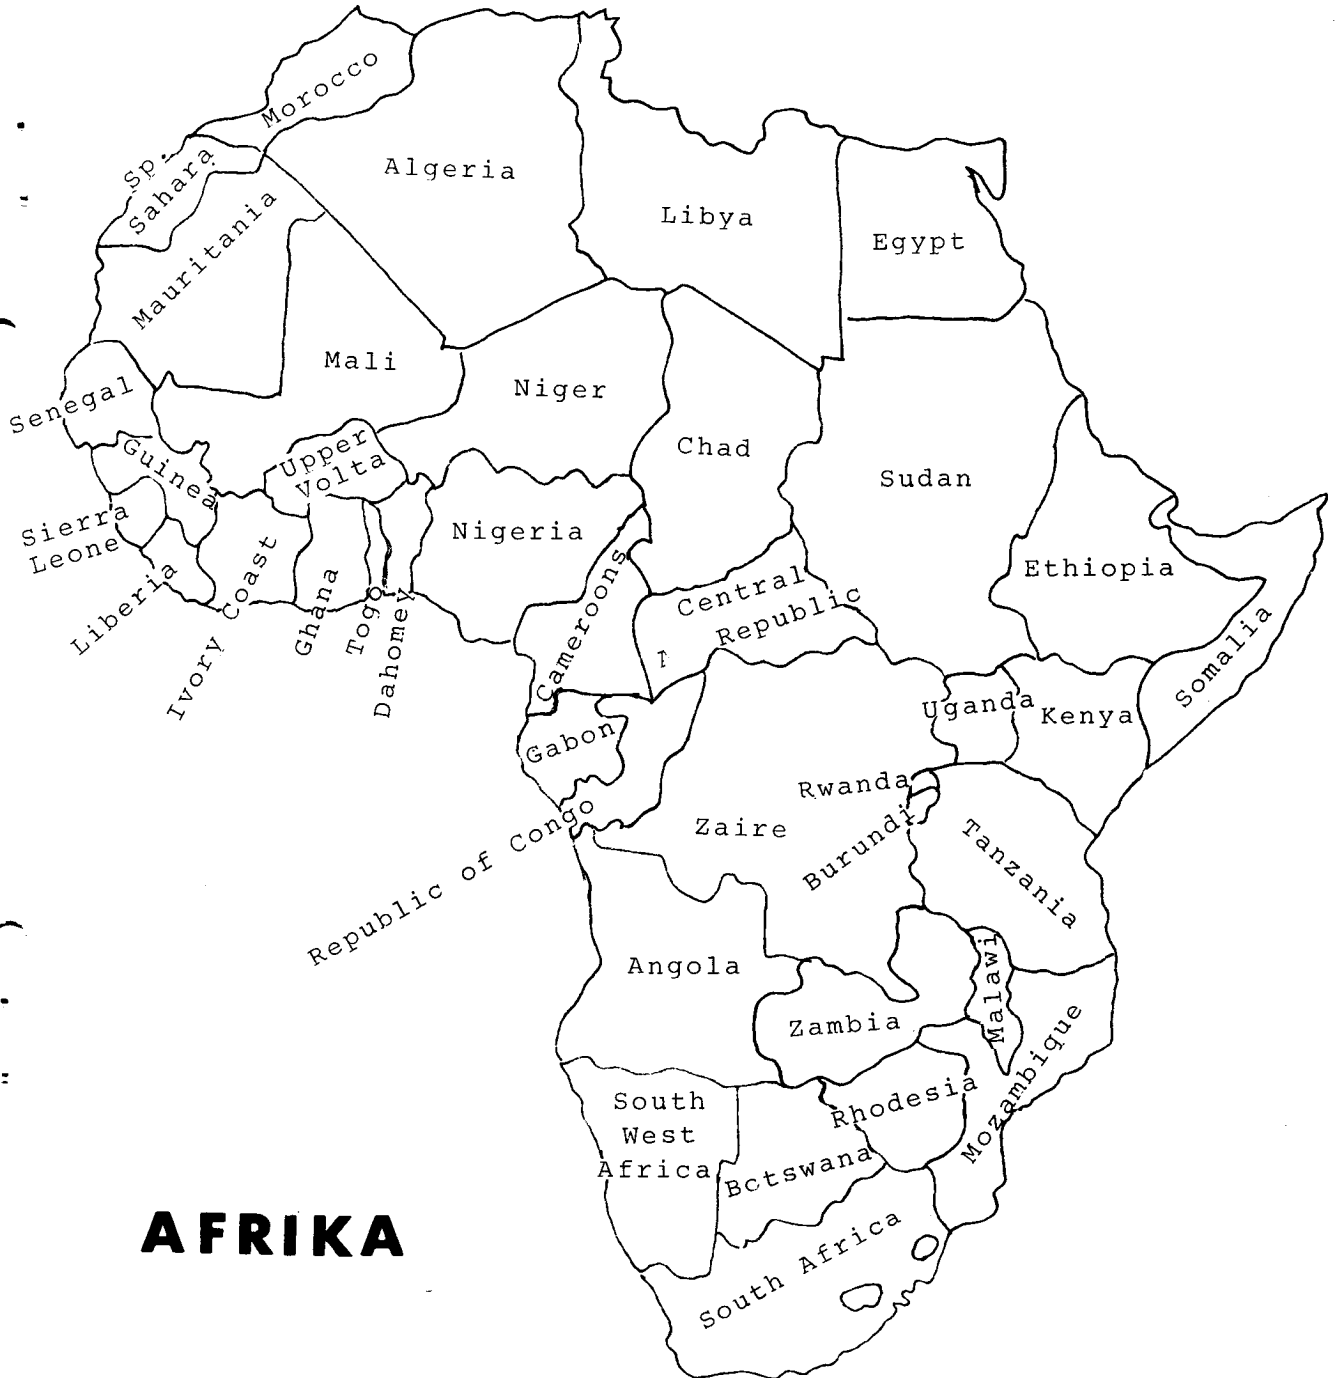 Morocco
Algeria
Sp.
Sahara
Libya
Egypt
Mauritania
Mali
Niger
Chad
Sudan
Senegal
Guinea
Upper
Volta
Nigeria
Sierra
Leone
Ethiopia
Liberia
Ivory Coast
Ghana
Togo
Dahomey
Cameroons
Central
Republic
Somalia
Uganda
Kenya
Gabon
Rwanda
Republic of Congo
Zaire
Burundi
Tanzania
Angola
Malawi
Zambia
Mozambique
South
West
Africa
Rhodesia
Botswana
AFRIKA
South Africa